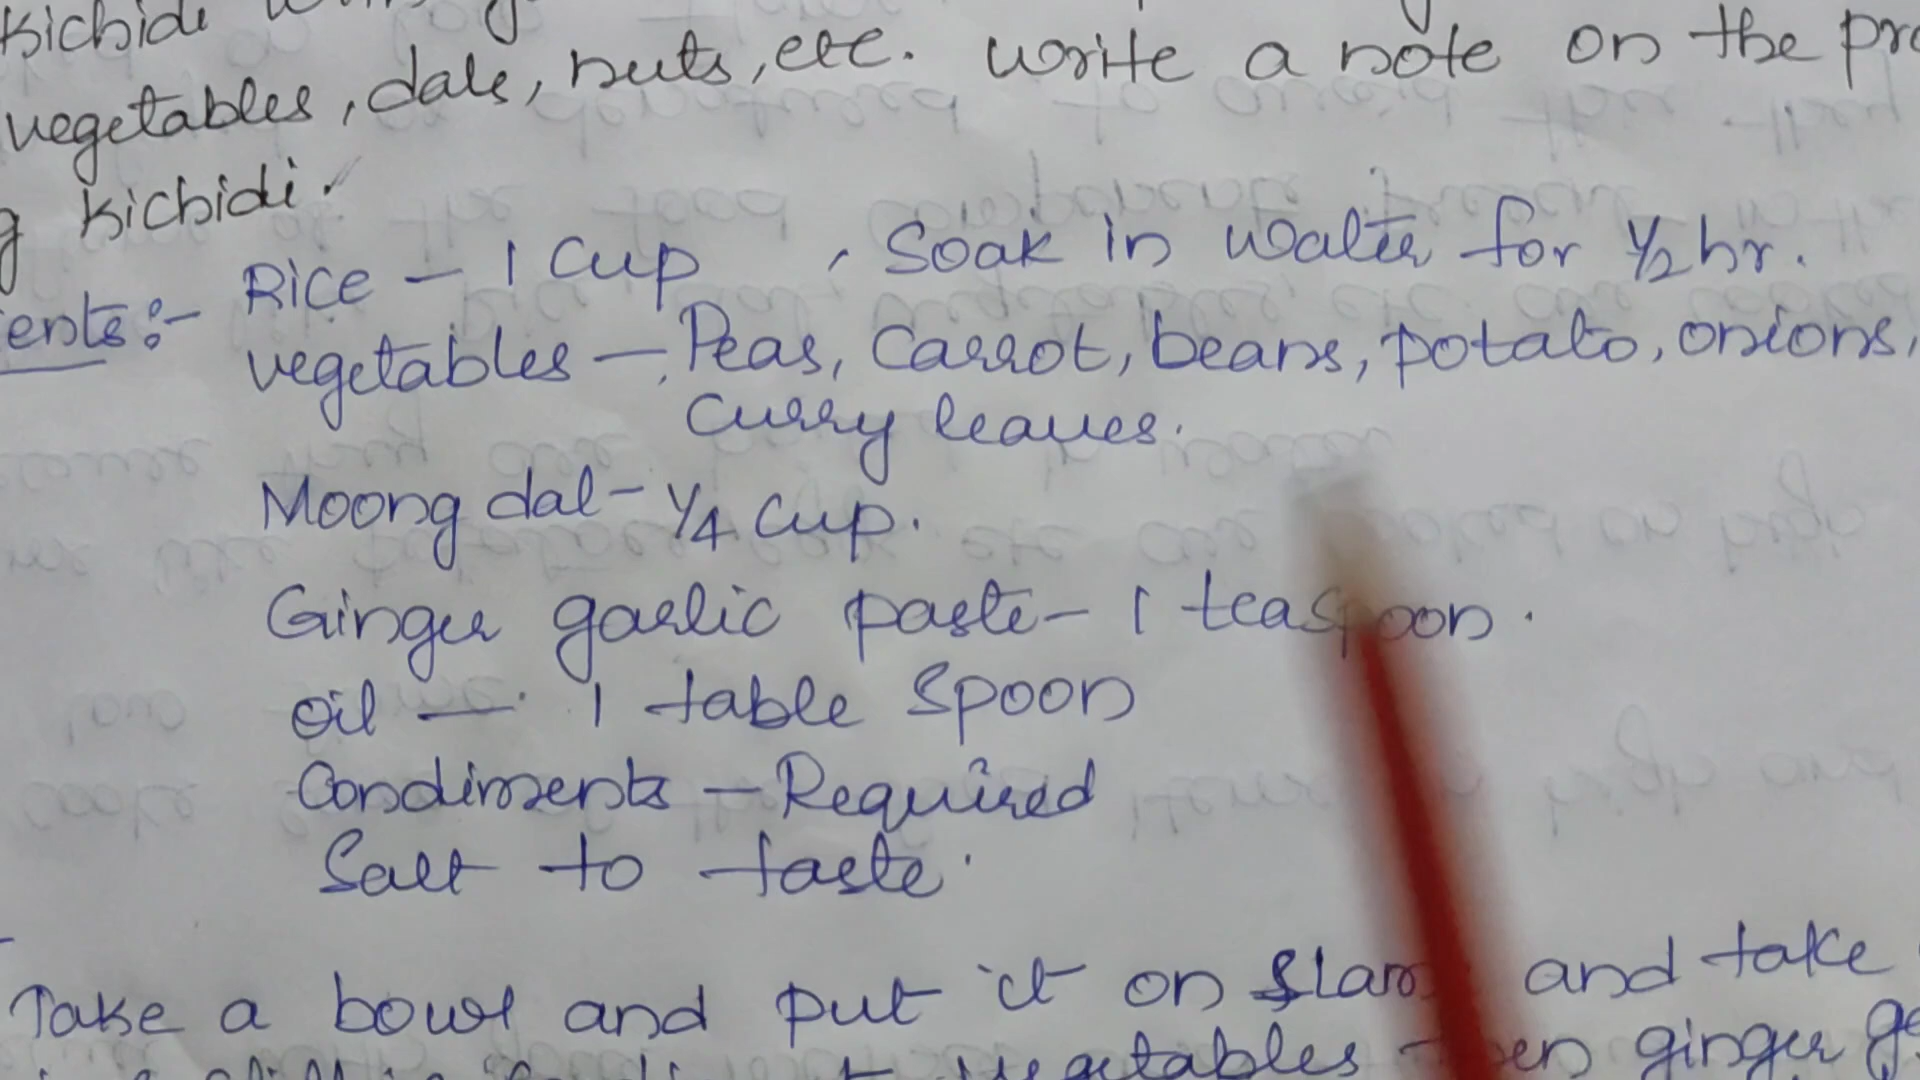 Kichidi
vegetables, dals, nuts, etc. write a note on the
Kichidi.
Rice - 1 Cup , Soak in water for 1/2 hr.
vegetables - Peas, Carrot, beans, potato, onions,
Curry leaves.
Moong dal - 1/4 cup.
Ginger garlic paste - 1 teaspoon.
oil - 1 table spoon
Condiments - Required
Salt to taste.
Take a bowl and put it on and take
vegetables then ginger